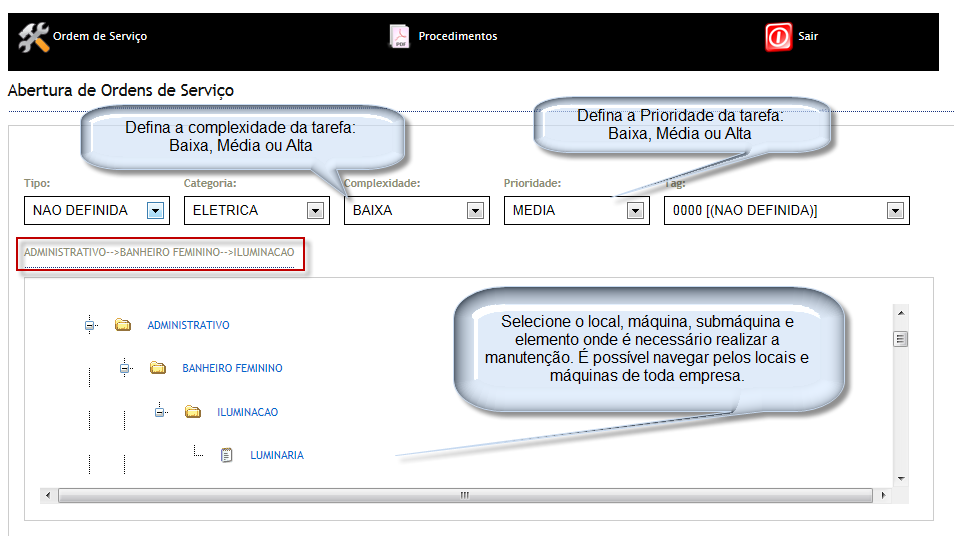 Ordem de Serviço
Procedimentos
Sair
Abertura de Ordens de Serviço
Defina a complexidade da tarefa:
Baixa, Média ou Alta
Defina a Prioridade da tarefa:
Baixa, Média ou Alta
Tipo:
Categoria:
Complexidade:
Prioridade:
Tag:
NAO DEFINIDA
ELETRICA
BAIXA
MEDIA
0000 [(NAO DEFINIDA)]
ADMINISTRATIVO-->BANHEIRO FEMININO-->ILUMINACAO
ADMINISTRATIVO
BANHEIRO FEMININO
ILUMINACAO
LUMINARIA
Selecione o local, máquina, submáquina e
elemento onde é necessário realizar a
manutenção. É possível navegar pelos locais e
máquinas de toda empresa.